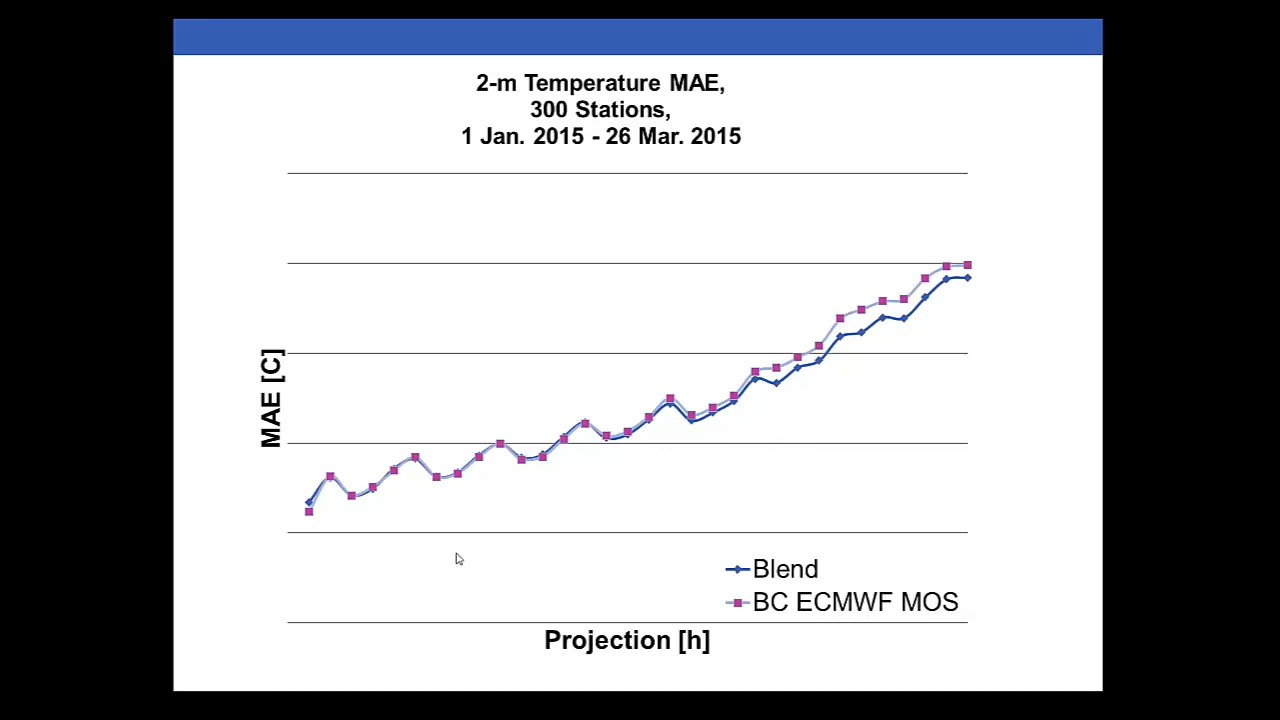 2-m Temperature MAE,
300 Stations,
1 Jan. 2015 - 26 Mar. 2015
MAE [C]
Blend
BC ECMWF MOS
Projection [h]